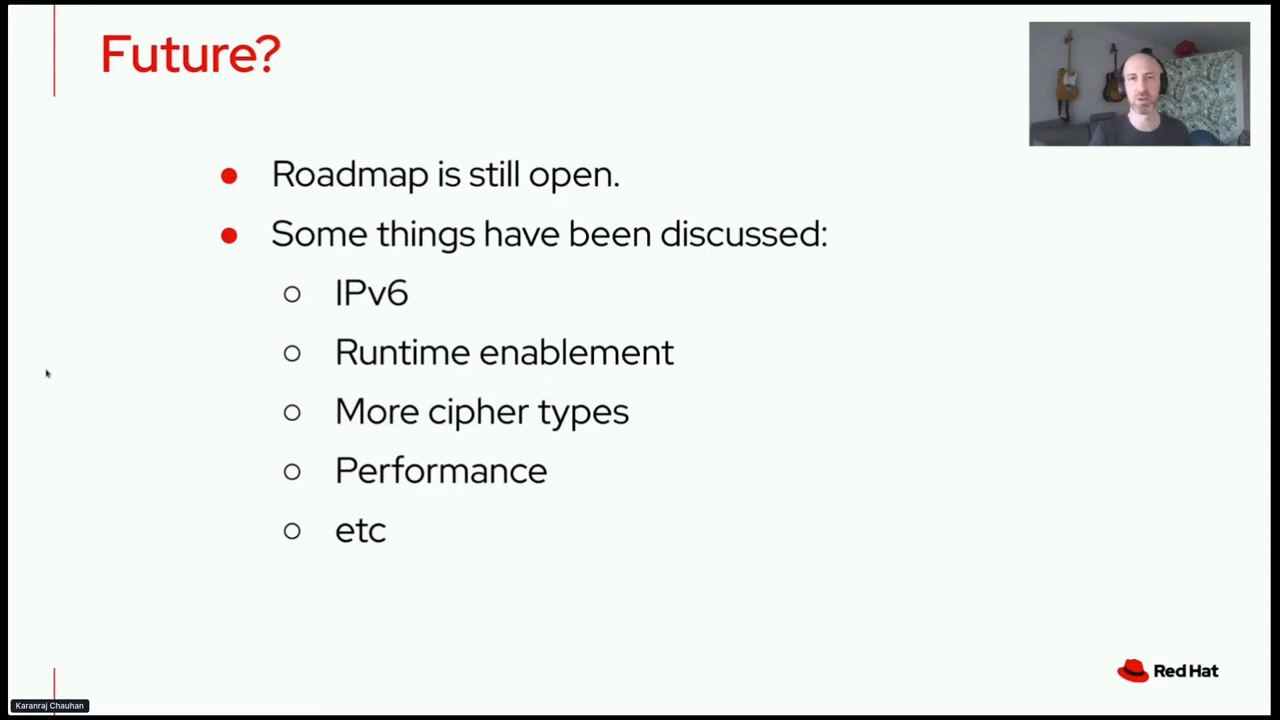 Future?
Roadmap is still open.
Some things have been discussed:
IPv6
Runtime enablement
More cipher types
Performance
etc
Red Hat
Karanraj Chauhan